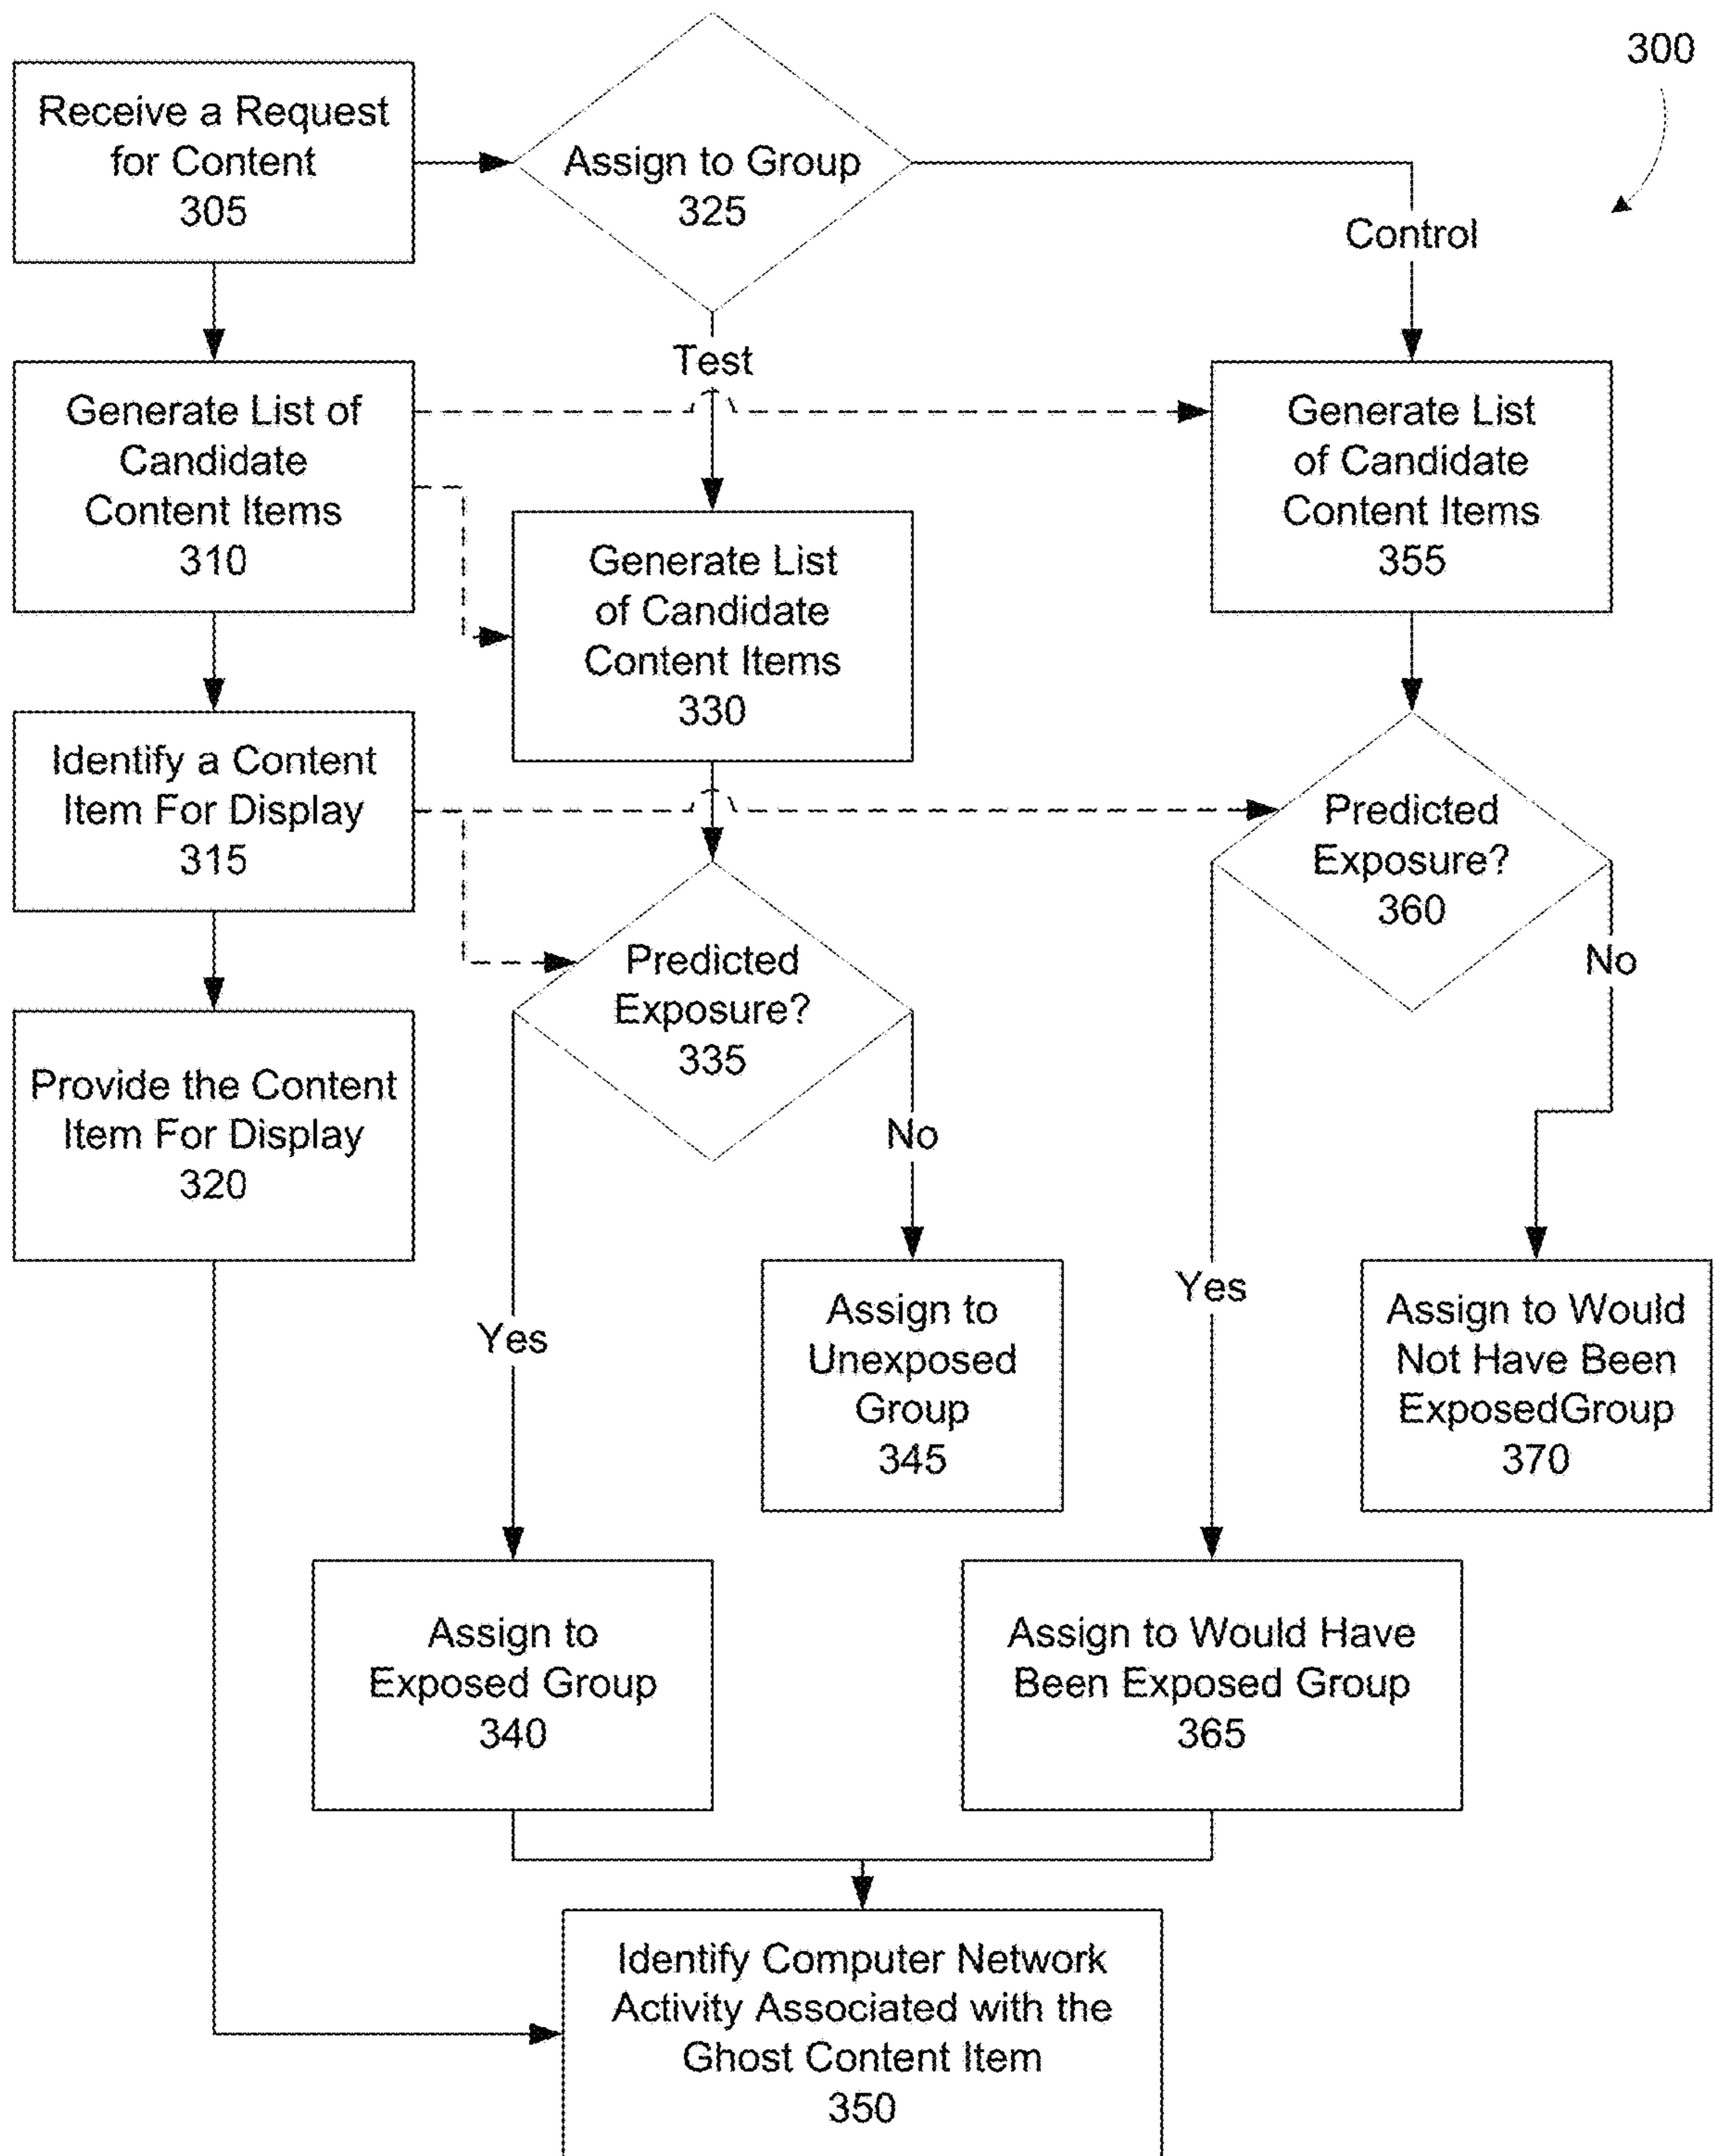 300
Receive a Request
for Content
305
Assign to Group
325
Control
Test
Generate List of
Candidate
Content Items
310
Generate List
of Candidate
Content Items
355
Generate List
of Candidate
Content Items
330
Identify a Content
Item For Display
315
Predicted
Exposure?
360
No
Predicted
Exposure?
335
Provide the Content
Item For Display
320
No
Yes
Yes
Assign to
Unexposed
Group
345
Assign to Would
Not Have Been
ExposedGroup
370
Assign to
Exposed Group
340
Assign to Would Have
Been Exposed Group
365
Identify Computer Network
Activity Associated with the
Ghost Content Item
350